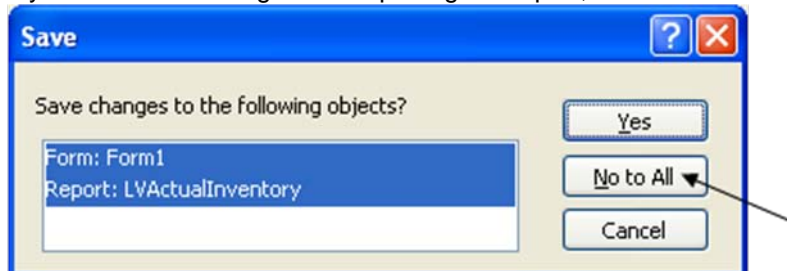 Save
Save changes to the following objects?
Yes
Form: Form1
Report: LVActualInventory
No to All
Cancel